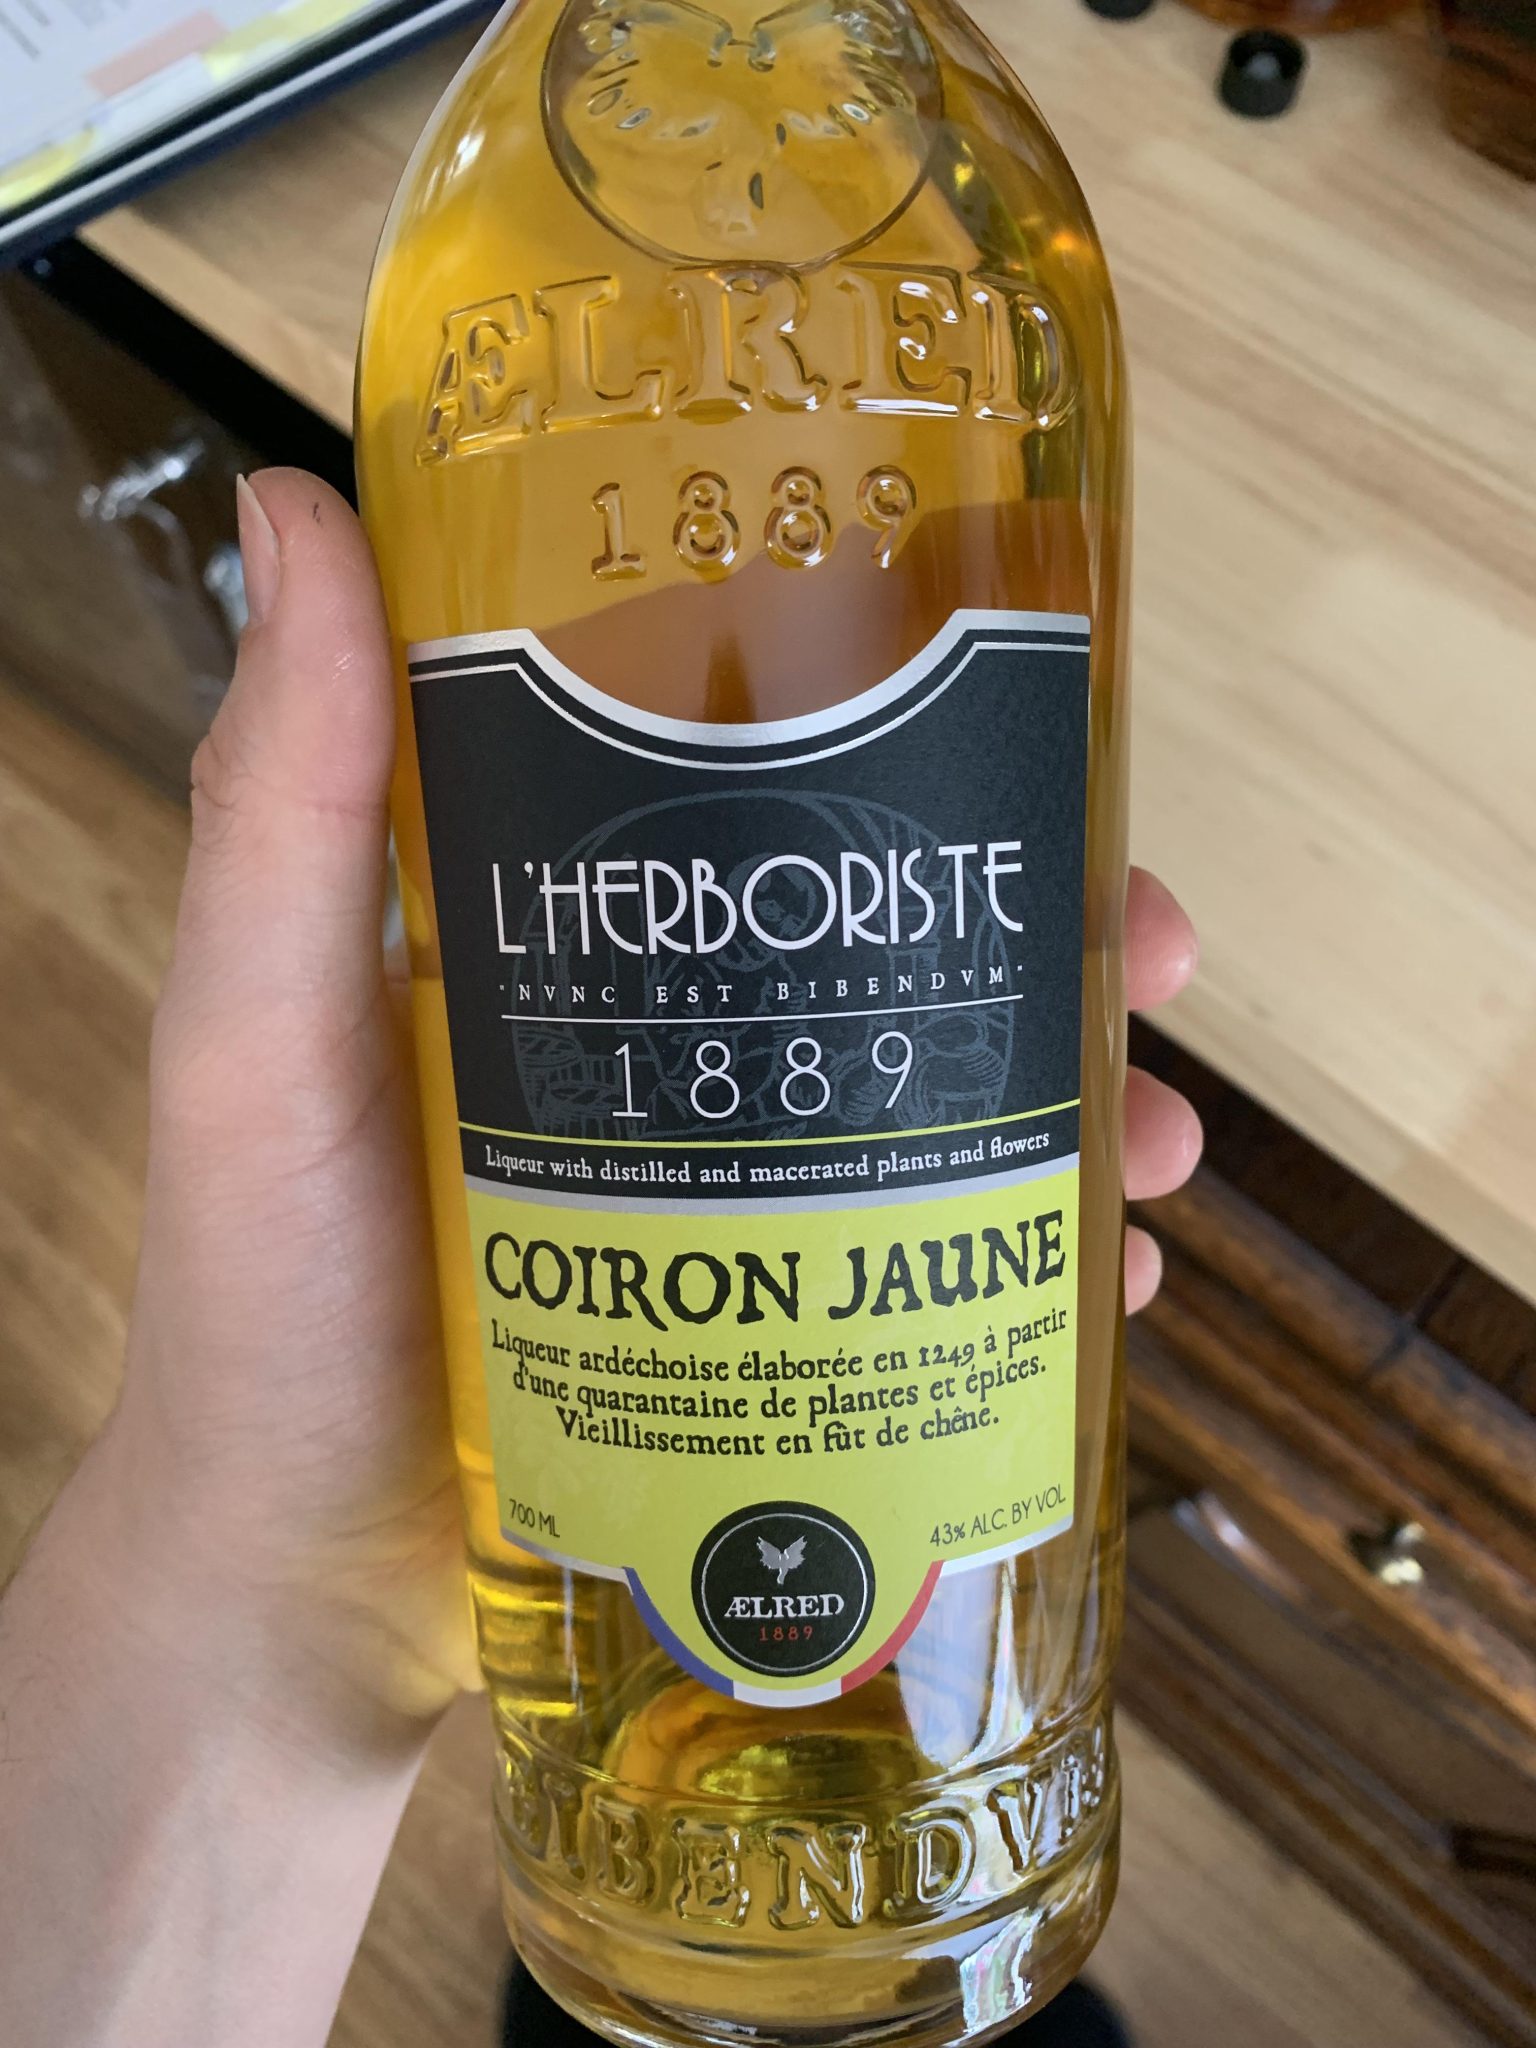 ÆLRED
1889
L'HERBORISTE
"NVNC EST BIBENDVM"
1889
Liqueur with distilled and macerated plants and flowers
COIRON JAUNE
Liqueur ardéchoise élaborée en 1249 à partir
d'une quarantaine de plantes et épices.
Vieillissement en fût de chêne.
700 ML
43% ALC. BY VOL
ÆLRED
1889
BIBENDVM